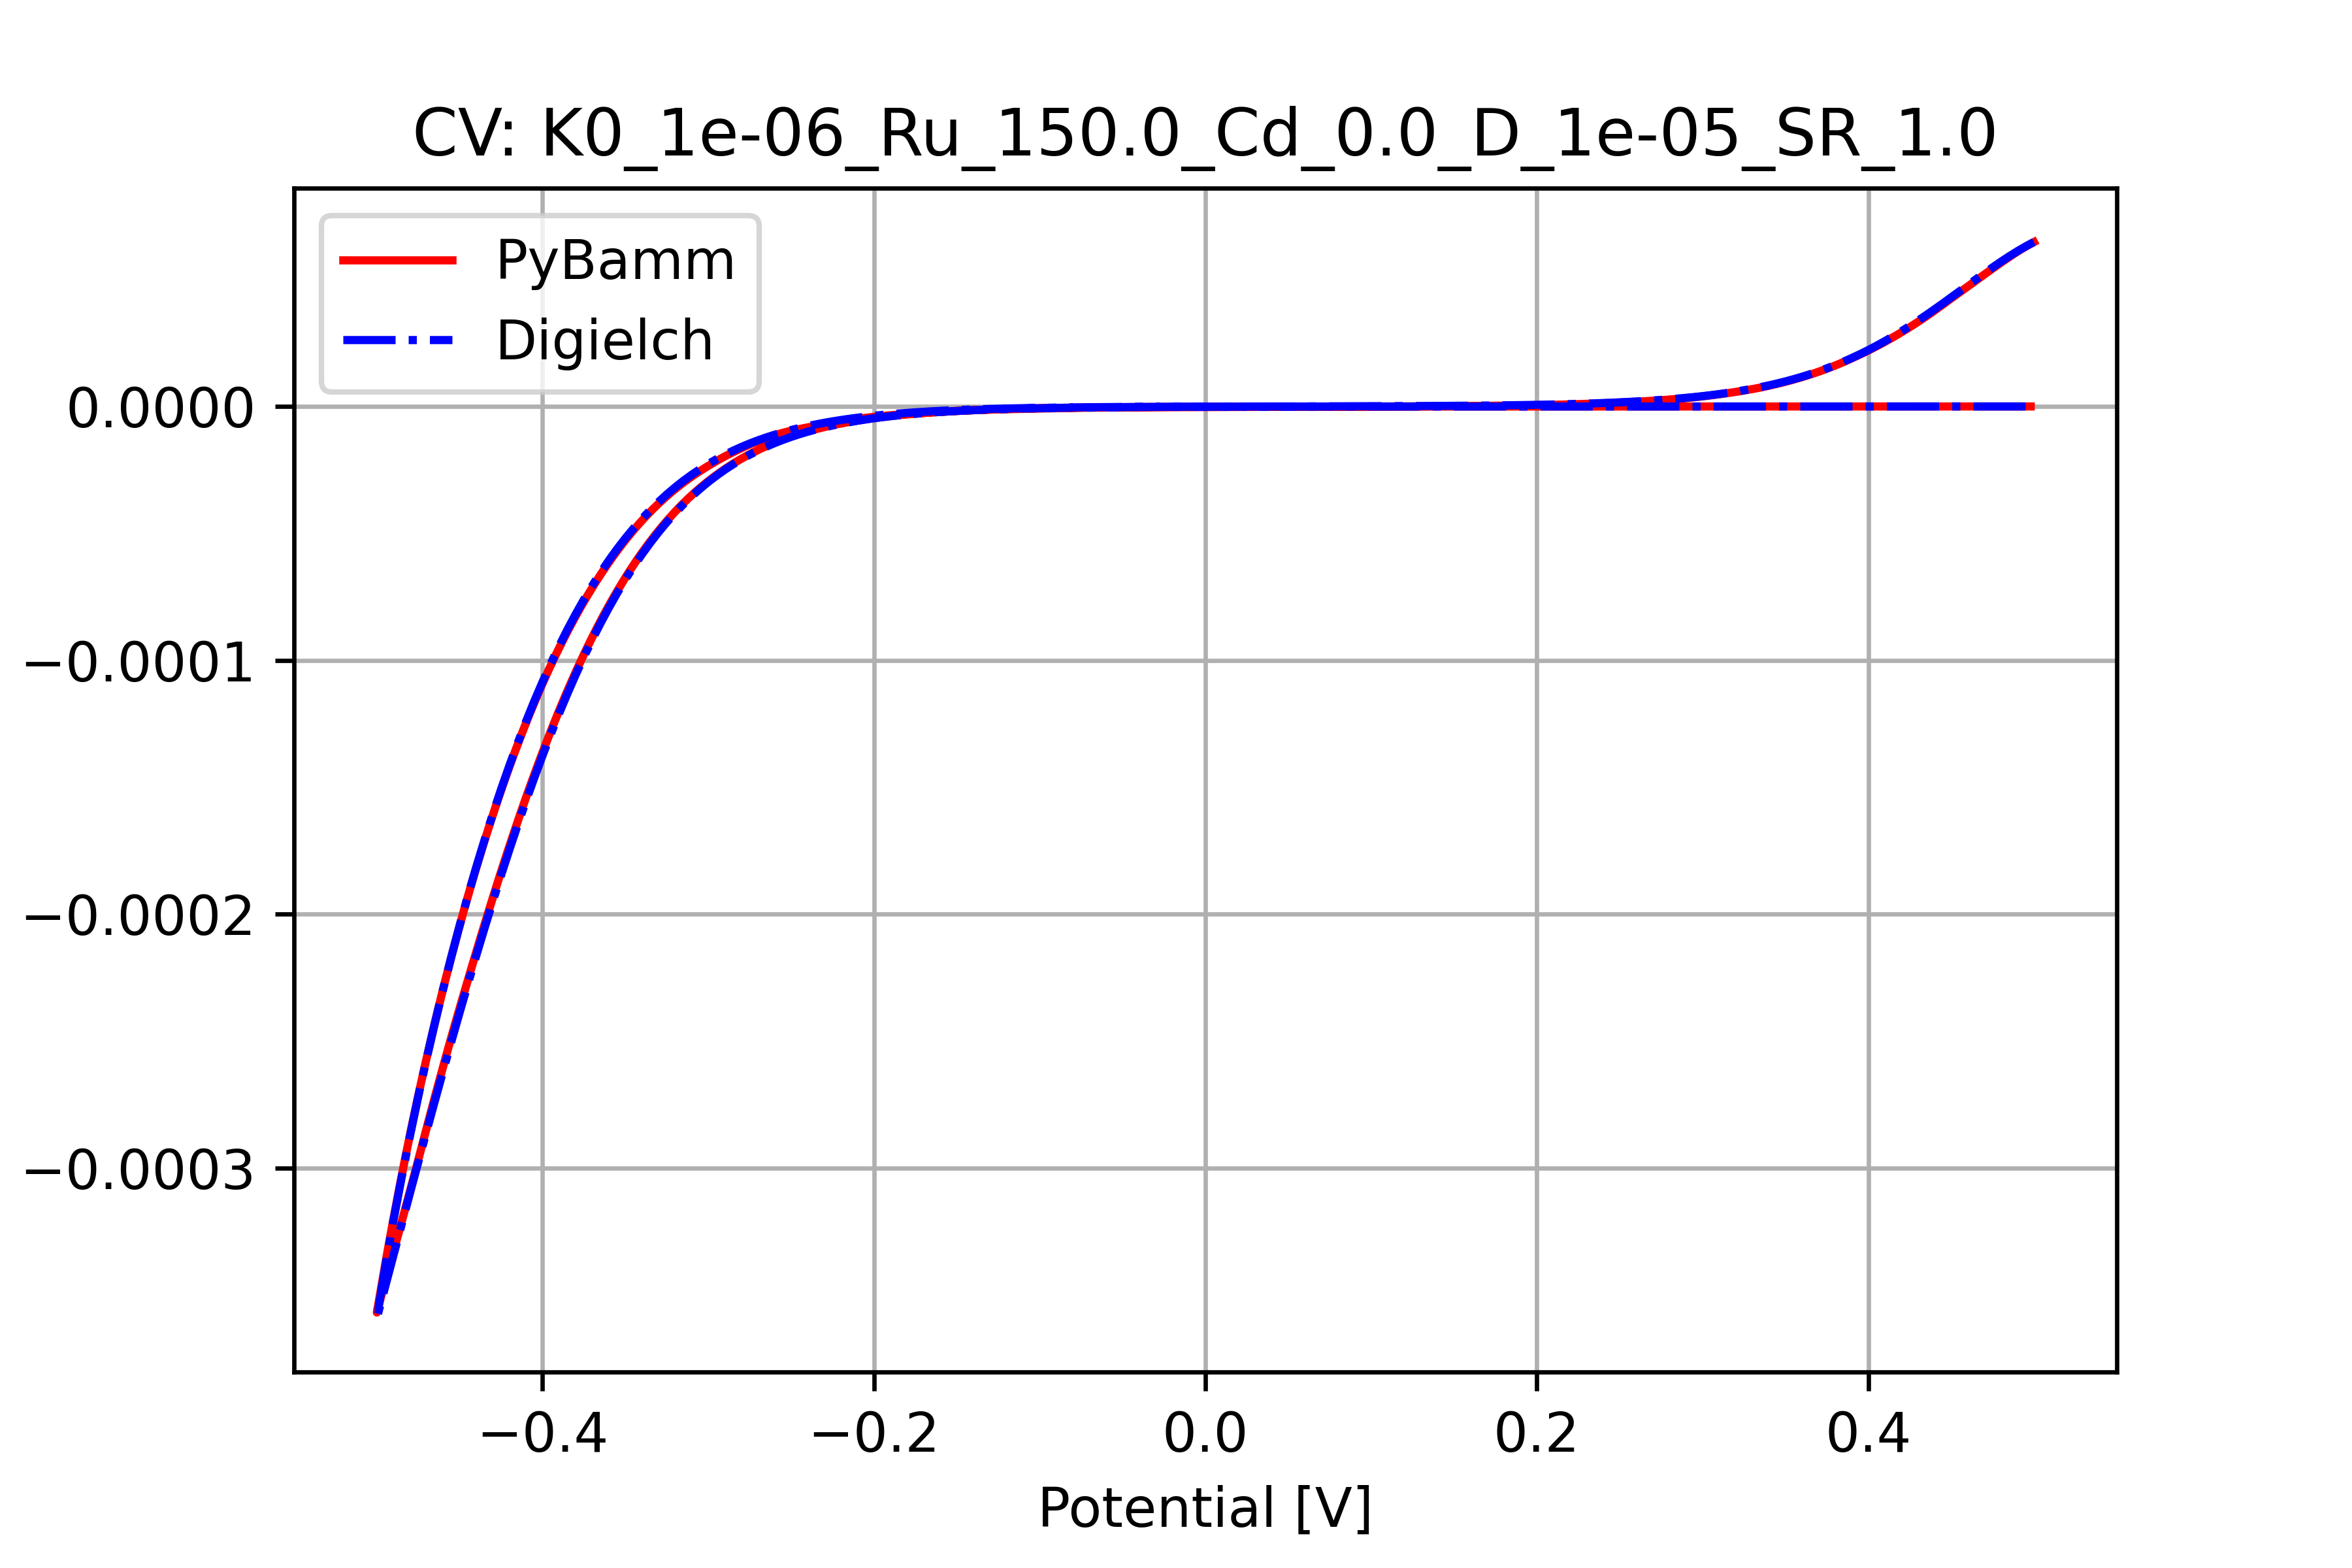 CV: K0_1e-06_Ru_150.0_Cd_0.0_D_1e-05_SR_1.0
PyBamm
Digielch
0.0000
−0.0001
−0.0002
−0.0003
−0.4 −0.2 0.0 0.2 0.4
Potential [V]